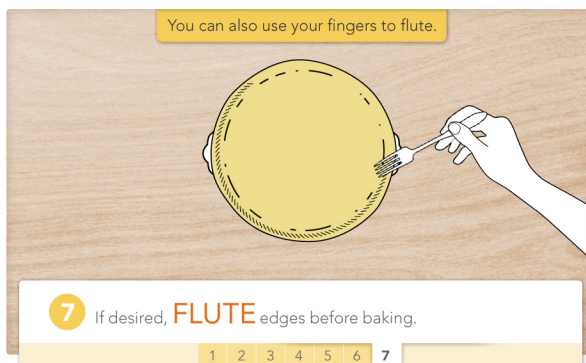 You can also use your fingers to flute.
7 If desired, FLUTE edges before baking.
1 2 3 4 5 6 7